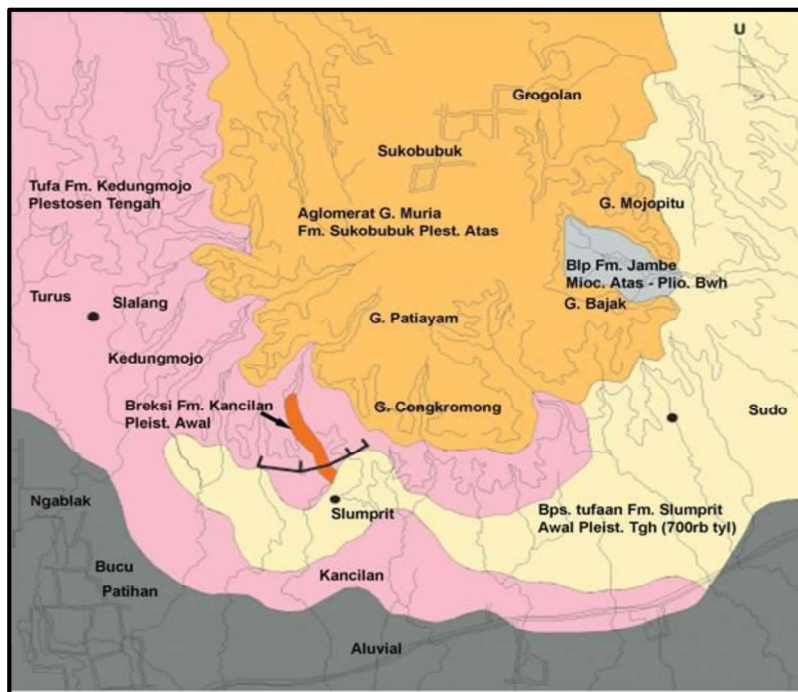 U
Grogolan
Sukobubuk
Tufa Fm. Kedungmojo
Plestosen Tengah
G. Mojopitu
Aglomerat G. Muria
Fm. Sukobubuk Plest. Atas
Blp Fm. Jambe
Mioc. Atas - Plio. Bwh
Turus
Slalang
G. Bajak
G. Patiayam
Kedungmojo
Breksi Fm. Kancilan
Pleist. Awal
G. Congkromong
Sudo
Ngablak
Slumprit
Bps. tufaan Fm. Slumprit
Awal Pleist. Tgh (700rb tyl)
Bucu
Patihan
Kancilan
Aluvial